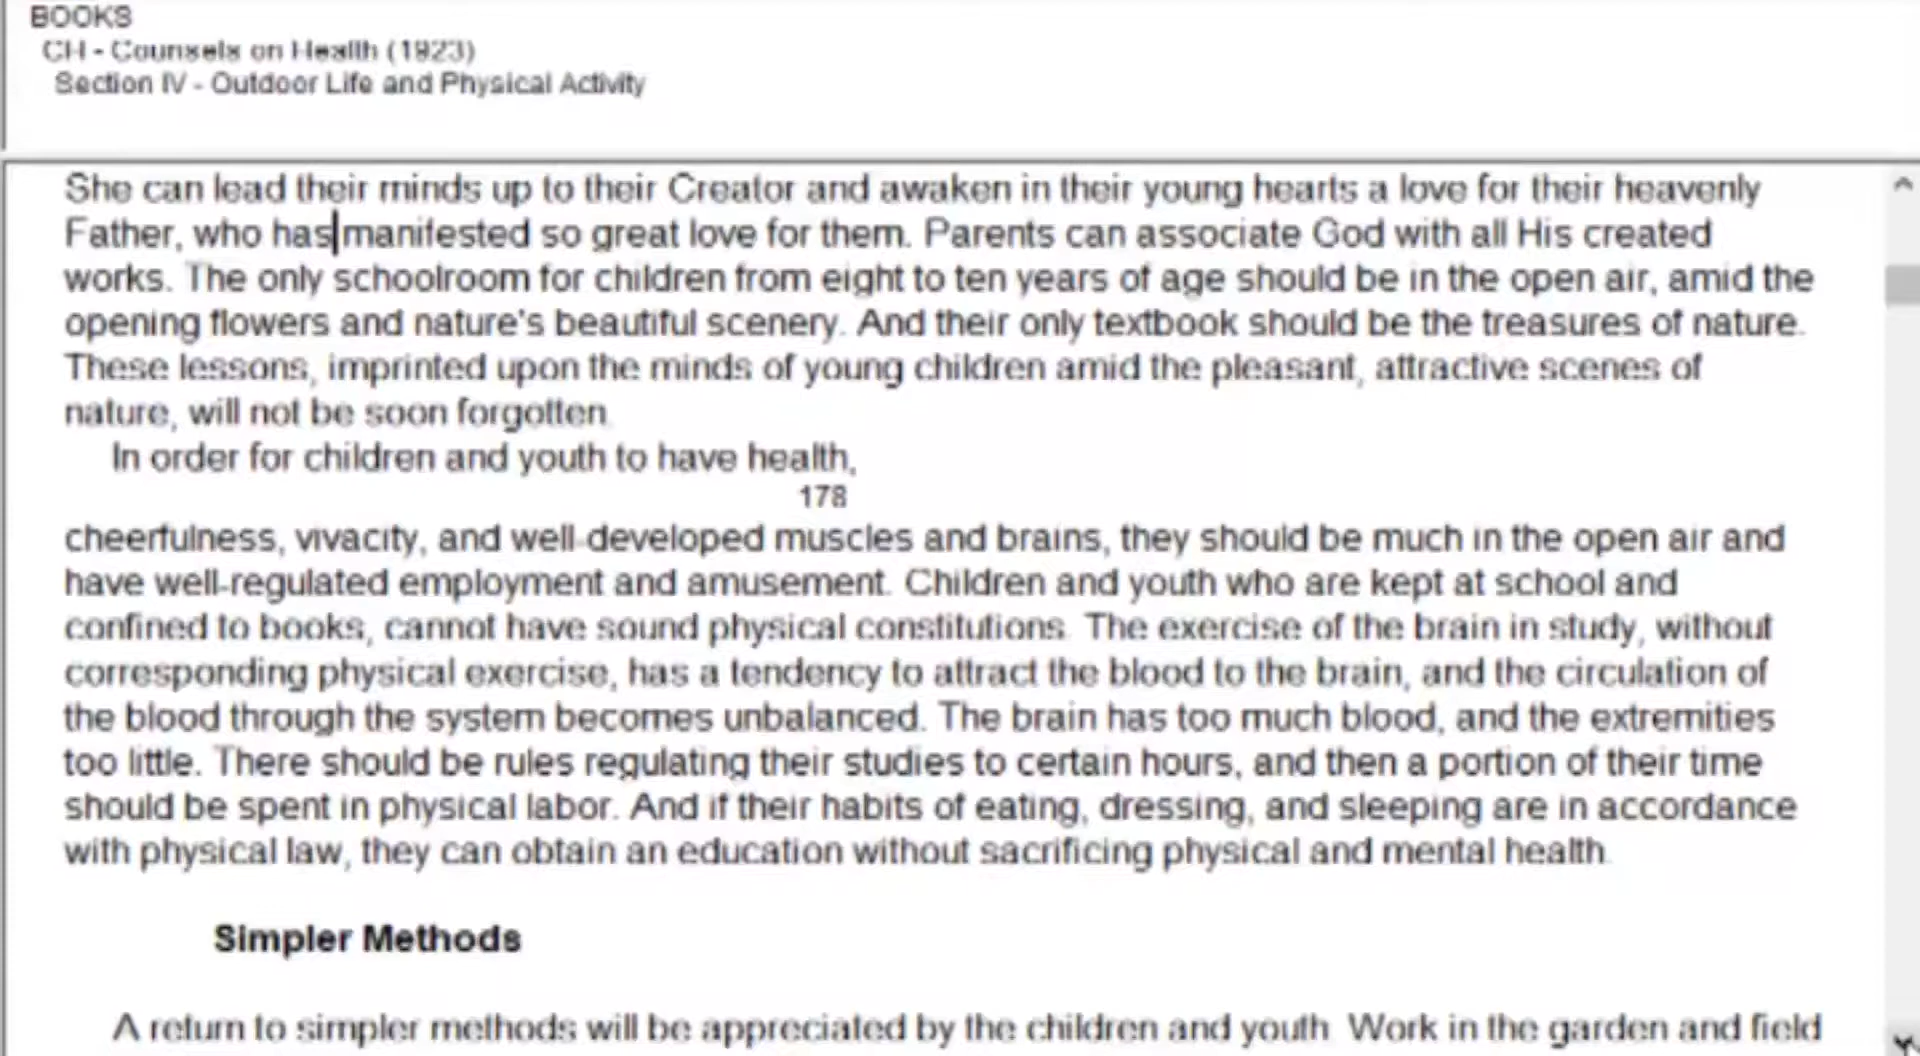 BOOKS
CH - Counsels on Health (1923)
Section IV - Outdoor Life and Physical Activity
She can lead their minds up to their Creator and awaken in their young hearts a love for their heavenly
Father, who has manifested so great love for them. Parents can associate God with all His created
works. The only schoolroom for children from eight to ten years of age should be in the open air, amid the
opening flowers and nature's beautiful scenery. And their only textbook should be the treasures of nature.
These lessons, imprinted upon the minds of young children amid the pleasant, attractive scenes of
nature, will not be soon forgotten.
In order for children and youth to have health,
178
cheerfulness, vivacity, and well-developed muscles and brains, they should be much in the open air and
have well-regulated employment and amusement. Children and youth who are kept at school and
confined to books, cannot have sound physical constitutions. The exercise of the brain in study, without
corresponding physical exercise, has a tendency to attract the blood to the brain, and the circulation of
the blood through the system becomes unbalanced. The brain has too much blood, and the extremities
too little. There should be rules regulating their studies to certain hours, and then a portion of their time
should be spent in physical labor. And if their habits of eating, dressing, and sleeping are in accordance
with physical law, they can obtain an education without sacrificing physical and mental health.
Simpler Methods
A return to simpler methods will be appreciated by the children and youth. Work in the garden and field